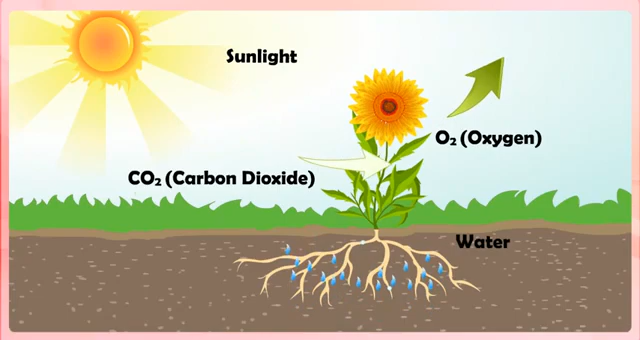 Sunlight
O₂ (Oxygen)
CO₂ (Carbon Dioxide)
Water